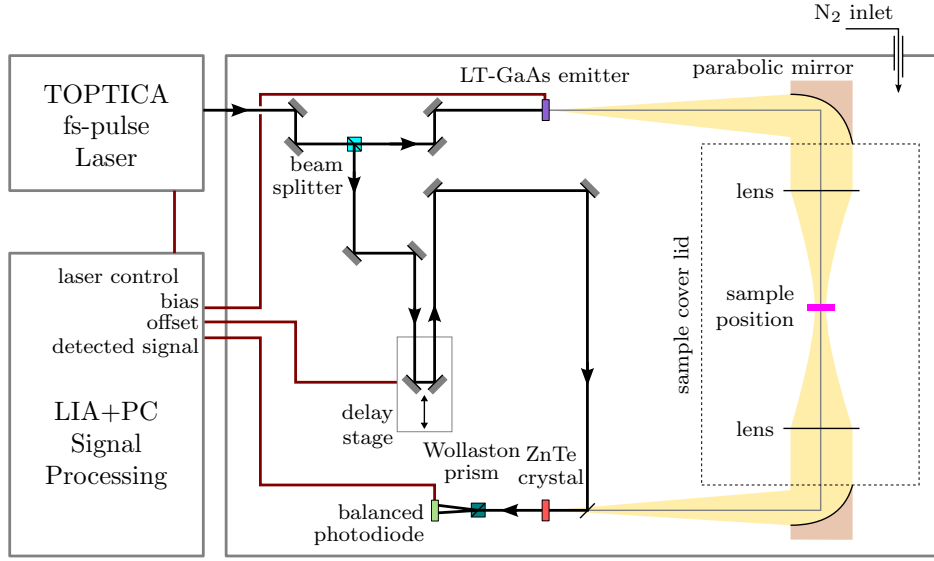 N₂ inlet
TOPTICA
fs-pulse
Laser
LT-GaAs emitter
parabolic mirror
beam
splitter
lens
laser control
bias
offset
detected signal
sample cover lid
sample
position
LIA+PC
Signal
Processing
delay
stage
lens
Wollaston
prism
ZnTe
crystal
balanced
photodiode